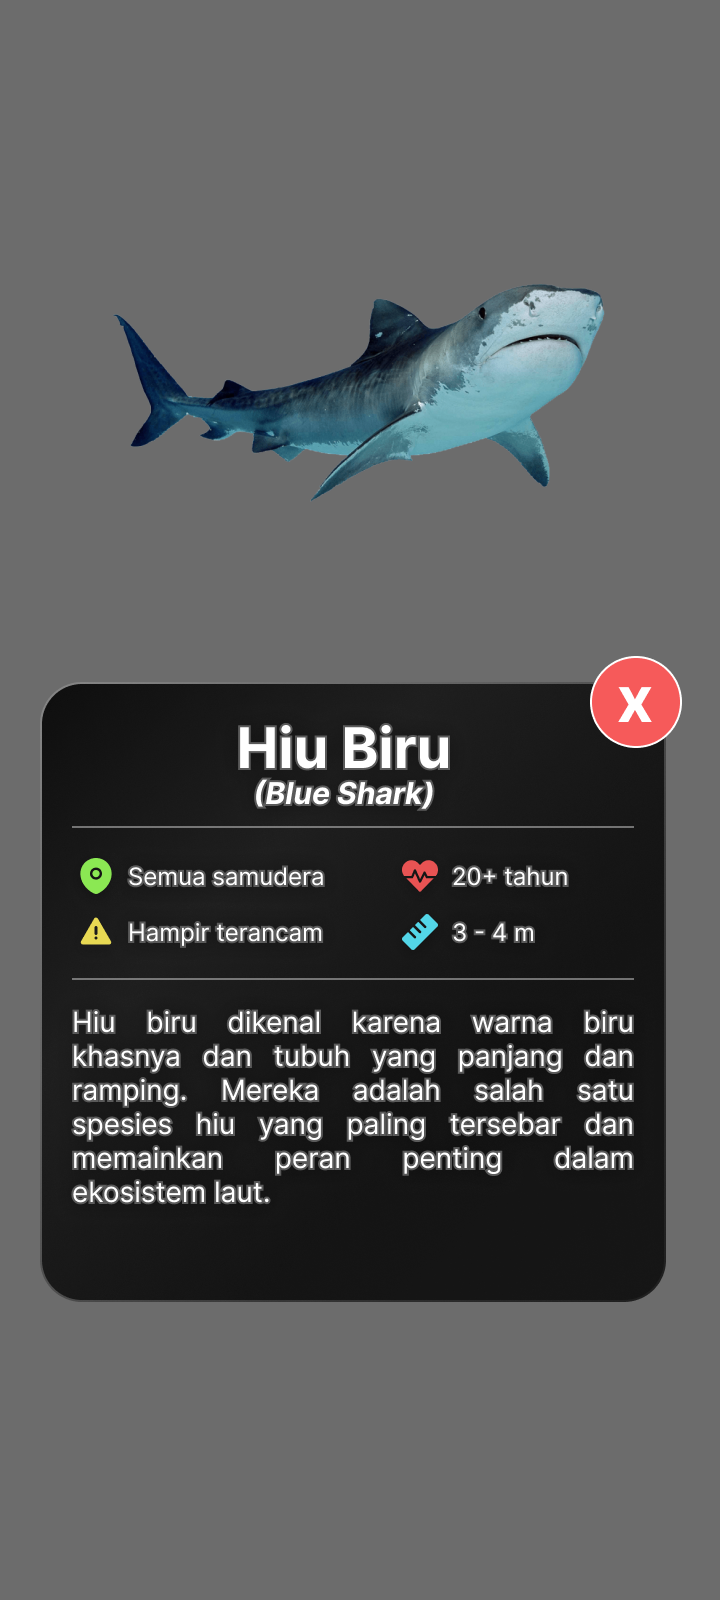 X
Hiu Biru
(Blue Shark)
Semua samudera
20+ tahun
Hampir terancam
3 - 4 m
Hiu biru dikenal karena warna biru
khasnya dan tubuh yang panjang dan
ramping. Mereka adalah salah satu
spesies hiu yang paling tersebar dan
memainkan peran penting dalam
ekosistem laut.